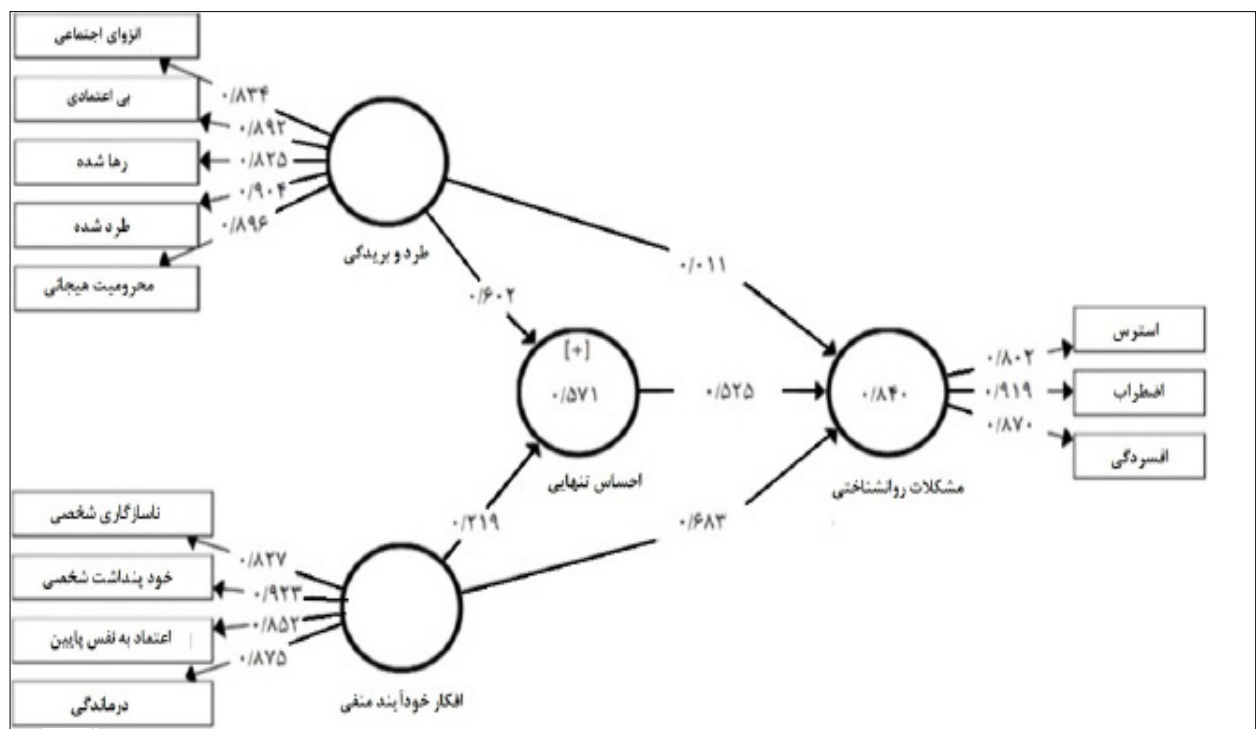 انزوای اجتماعی
۰/۸۳۴
بی اعتمادی
۰/۸۹۲
رها شده
۰/۸۲۵
طرد شده
۰/۹۰۴
محرومیت هیجانی
۰/۸۹۶
طرد و بریدگی
۰/۰۱۱
۰/۶۰۲
[+]
۰/۵۷۱
احساس تنهایی
۰/۵۲۵
۰/۸۴۰
مشکلات روانشناختی
۰/۸۰۲
استرس
۰/۹۱۹
اضطراب
۰/۸۷۰
افسردگی
۰/۲۱۹
۰/۶۸۳
ناسازگاری شخصی
۰/۸۲۷
خود پنداشت شخصی
۰/۹۲۳
اعتماد به نفس پایین
۰/۸۵۲
درماندگی
۰/۸۷۵
افکار خودآیند منفی